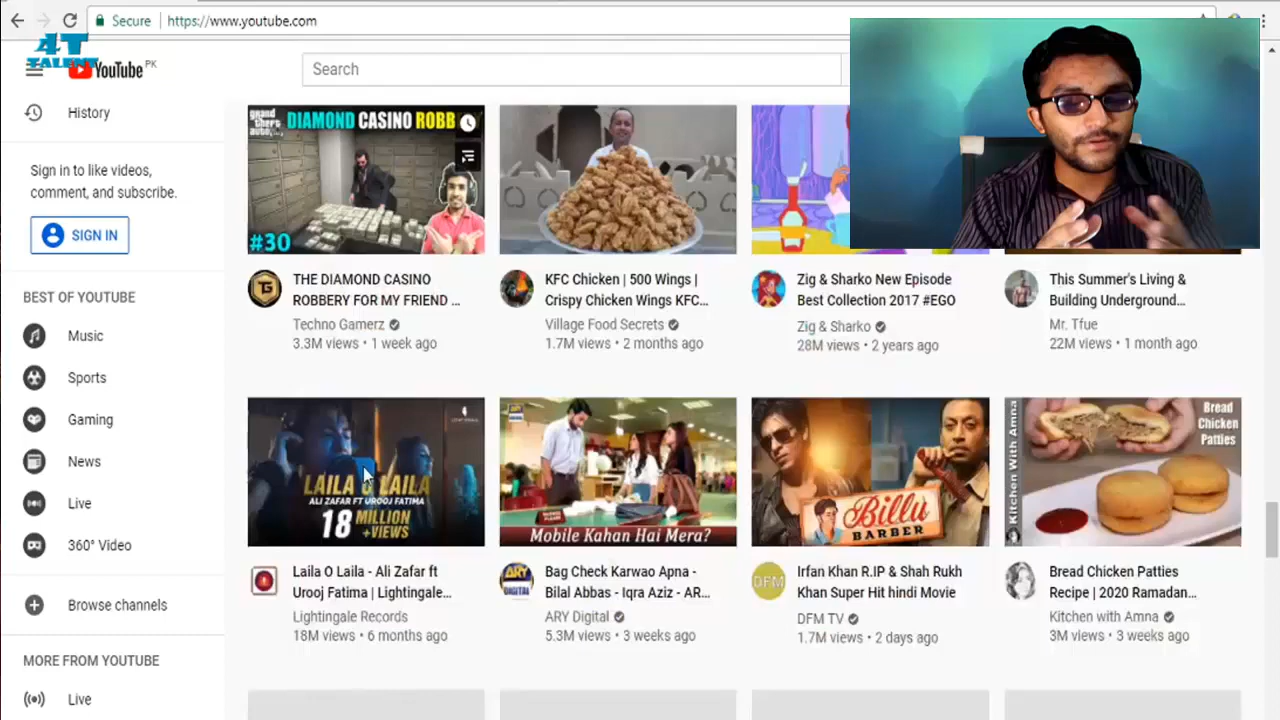 Secure
https://www.youtube.com
4T
TALENT
YouTube PK
Search
History
Sign in to like videos,
comment, and subscribe.
SIGN IN
BEST OF YOUTUBE
Music
Sports
Gaming
News
Live
360° Video
Browse channels
MORE FROM YOUTUBE
Live
grand
theft
auto
DIAMOND CASINO ROBB
#30
THE DIAMOND CASINO
ROBBERY FOR MY FRIEND ...
Techno Gamerz
3.3M views • 1 week ago
KFC Chicken | 500 Wings |
Crispy Chicken Wings KFC...
Village Food Secrets
1.7M views • 2 months ago
Zig & Sharko New Episode
Best Collection 2017 #EGO
Zig & Sharko
28M views • 2 years ago
This Summer's Living &
Building Underground...
Mr. Tfue
22M views • 1 month ago
LAILA O LAILA
ALI ZAFAR FT UROOJ FATIMA
18 MILLION
+VIEWS
Laila O Laila - Ali Zafar ft
Urooj Fatima | Lightingale...
Lightingale Records
18M views • 6 months ago
Mobile Kahan Hai Mera?
ARY
DIGITAL
Bag Check Karwao Apna -
Bilal Abbas - Iqra Aziz - AR...
ARY Digital
5.3M views • 3 weeks ago
Billu
BARBER
DFM
Irfan Khan R.IP & Shah Rukh
Khan Super Hit hindi Movie
DFM TV
1.7M views • 2 days ago
Kitchen With Amna
Bread
Chicken
Patties
Bread Chicken Patties
Recipe | 2020 Ramadan...
Kitchen with Amna
3M views • 3 weeks ago